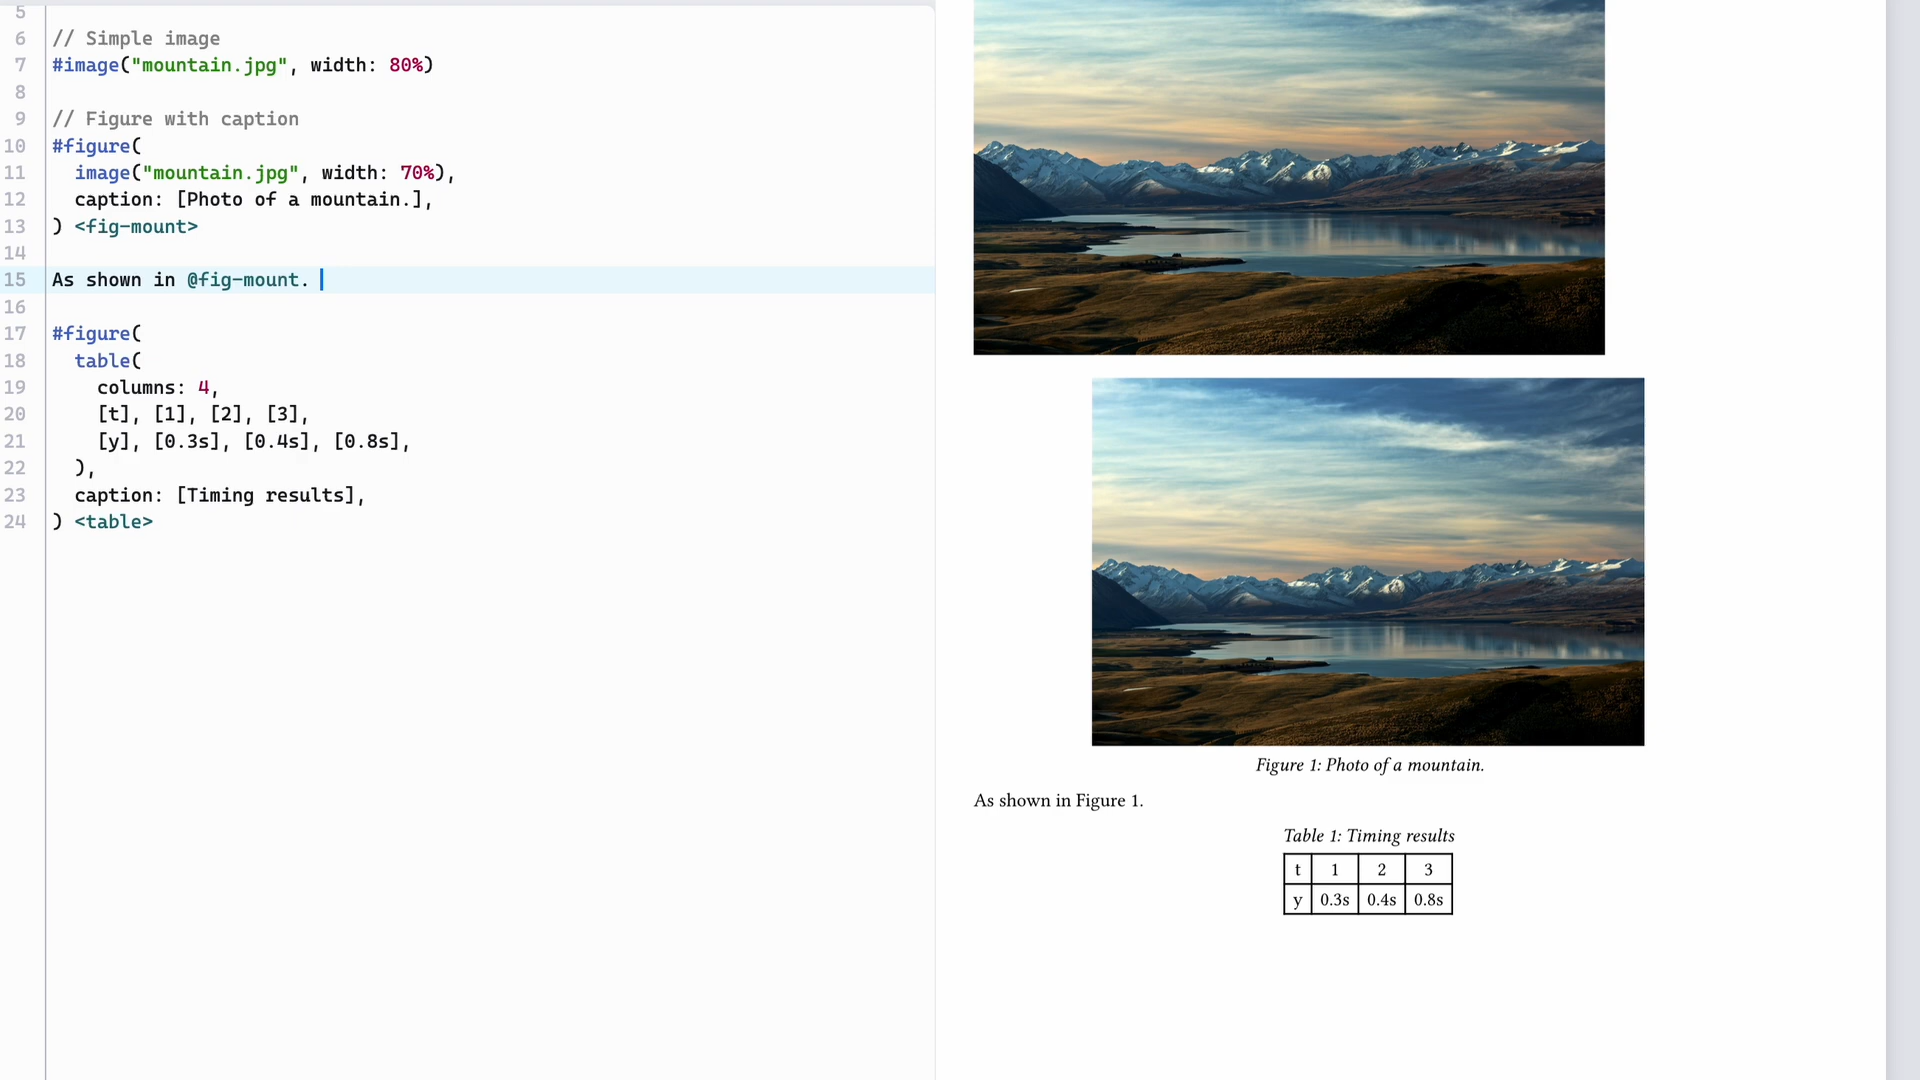 5
6 // Simple image
7 #image("mountain.jpg", width: 80%)
8
9 // Figure with caption
10 #figure(
11   image("mountain.jpg", width: 70%),
12   caption: [Photo of a mountain.],
13 ) <fig-mount>
14
15 As shown in @fig-mount.
16
17 #figure(
18   table(
19     columns: 4,
20     [t], [1], [2], [3],
21     [y], [0.3s], [0.4s], [0.8s],
22   ),
23   caption: [Timing results],
24 ) <table>
Figure 1: Photo of a mountain.
As shown in Figure 1.
Table 1: Timing results
t 1 2 3
y 0.3s 0.4s 0.8s